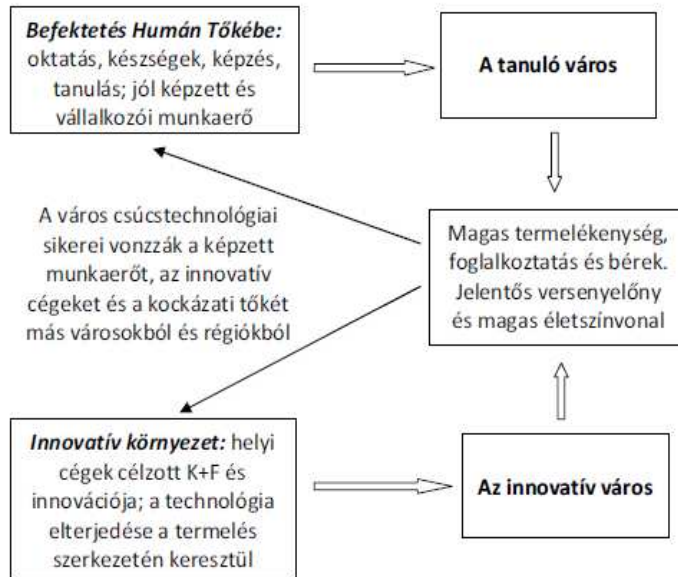 Befektetés Humán Tőkébe:
oktatás, készségek, képzés,
tanulás; jól képzett és
vállalkozói munkaerő
A tanuló város
A város csúcstechnológiai
sikerei vonzzák a képzett
munkaerőt, az innovatív
cégeket és a kockázati tőkét
más városokból és régiókból
Magas termelékenység,
foglalkoztatás és bérek.
Jelentős versenyelőny
és magas életszínvonal
Innovatív környezet: helyi
cégek célzott K+F és
innovációja; a technológia
elterjedése a termelés
szerkezetén keresztül
Az innovatív város